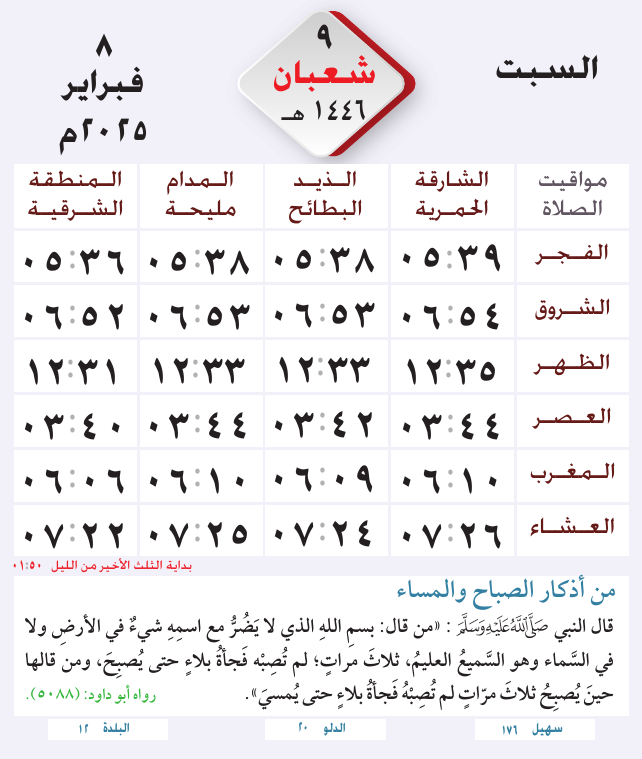 السبت
٩
شعبان
١٤٤٦ هـ
٨
فبراير
٢٠٢٥م
مواقيت الصلاة | الشارقة الحمرية | الذيد البطائح | المدام مليحة | المنطقة الشرقية
الفجر ٠٥:٣٩ ٠٥:٣٨ ٠٥:٣٨ ٠٥:٣٦
الشروق ٠٦:٥٤ ٠٦:٥٣ ٠٦:٥٣ ٠٦:٥٢
الظهر ١٢:٣٥ ١٢:٣٣ ١٢:٣٣ ١٢:٣١
العصر ٠٣:٤٤ ٠٣:٤٢ ٠٣:٤٤ ٠٣:٤٠
المغرب ٠٦:١٠ ٠٦:٠٩ ٠٦:١٠ ٠٦:٠٦
العشاء ٠٧:٢٦ ٠٧:٢٤ ٠٧:٢٥ ٠٧:٢٢
بداية الثلث الأخير من الليل ٠١:٥٠
من أذكار الصباح والمساء
قال النبي ﷺ : «من قال: بسمِ اللهِ الذي لا يَضُرُّ مع اسمِهِ شيءٌ في الأرضِ ولا
في السَّماء وهو السَّميعُ العليمُ، ثلاثَ مراتٍ؛ لم تُصِبْه فَجأةُ بلاءٍ حتى يُصبِحَ، ومن قالها
حينَ يُصبِحُ ثلاثَ مرّاتٍ لم تُصِبْهُ فَجأةُ بلاءٍ حتى يُمسيَ». رواه أبو داود: (٥٠٨٨).
سهيل ١٧٦
الدلو ٢٠
البلدة ١٢